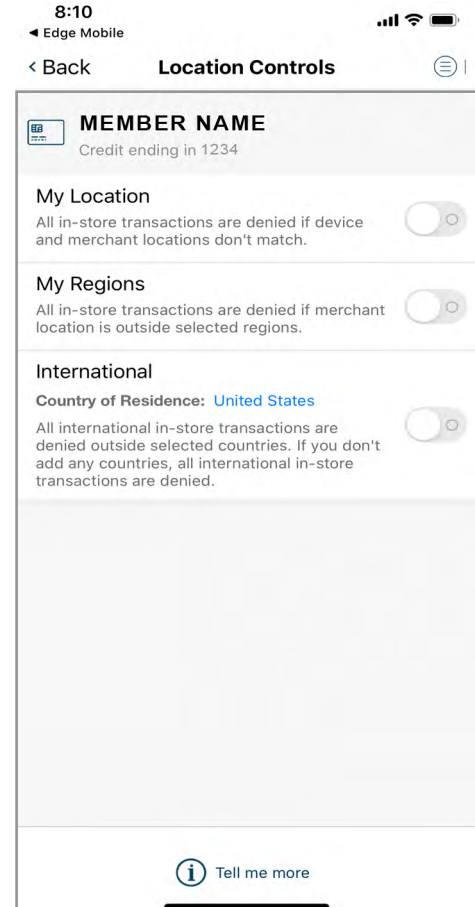 8:10
◄ Edge Mobile
‹ Back Location Controls
MEMBER NAME
Credit ending in 1234
My Location
All in-store transactions are denied if device
and merchant locations don't match.
My Regions
All in-store transactions are denied if merchant
location is outside selected regions.
International
Country of Residence: United States
All international in-store transactions are
denied outside selected countries. If you don't
add any countries, all international in-store
transactions are denied.
Tell me more